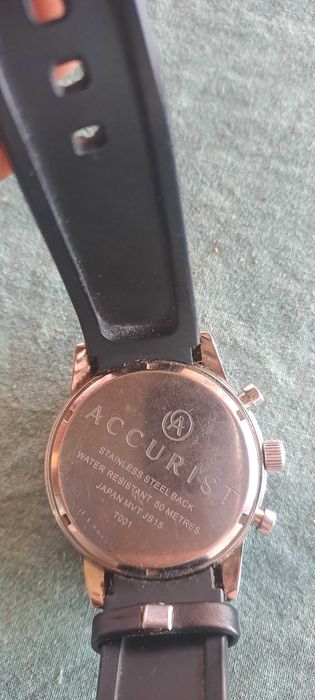 A
ACCURIST
STAINLESS STEEL BACK
WATER RESISTANT 50 METRES
JAPAN MVT JS15
7001